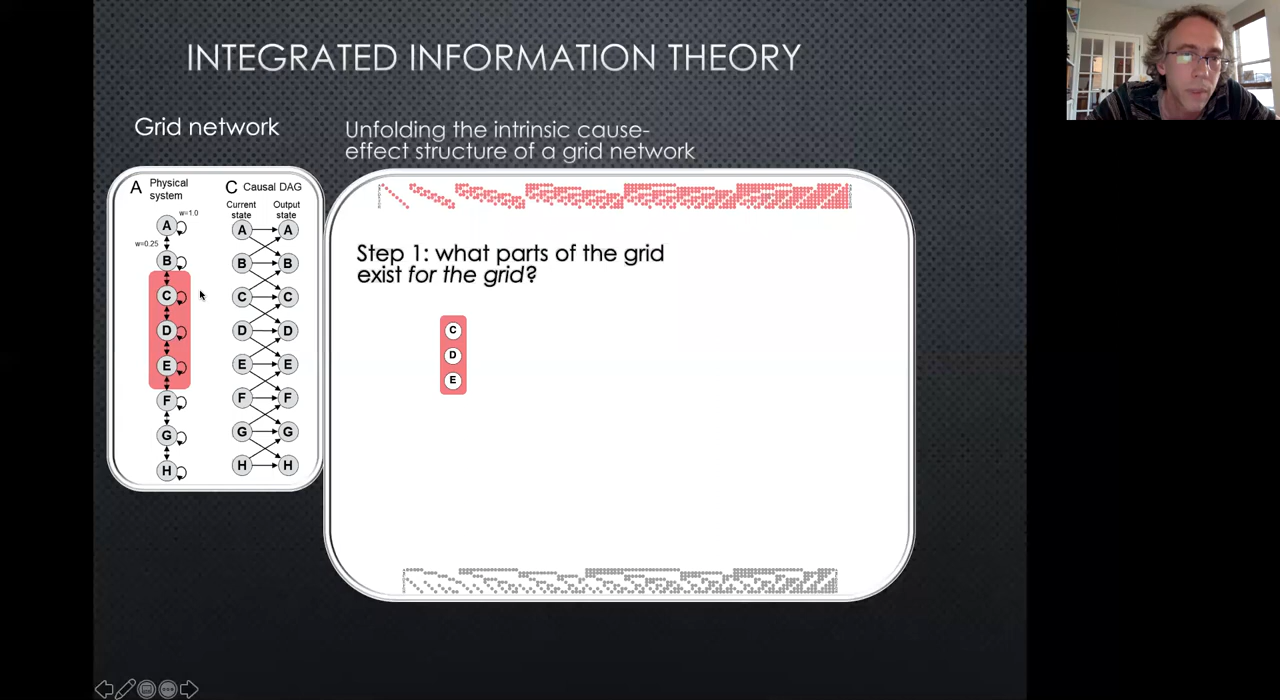 INTEGRATED INFORMATION THEORY
Grid network
Unfolding the intrinsic cause-
effect structure of a grid network
A Physical
system
w=1.0
w=0.25
A
B
C
D
E
F
G
H
C Causal DAG
Current
state
Output
state
A A
B B
C C
D D
E E
F F
G G
H H
Step 1: what parts of the grid
exist for the grid?
C
D
E